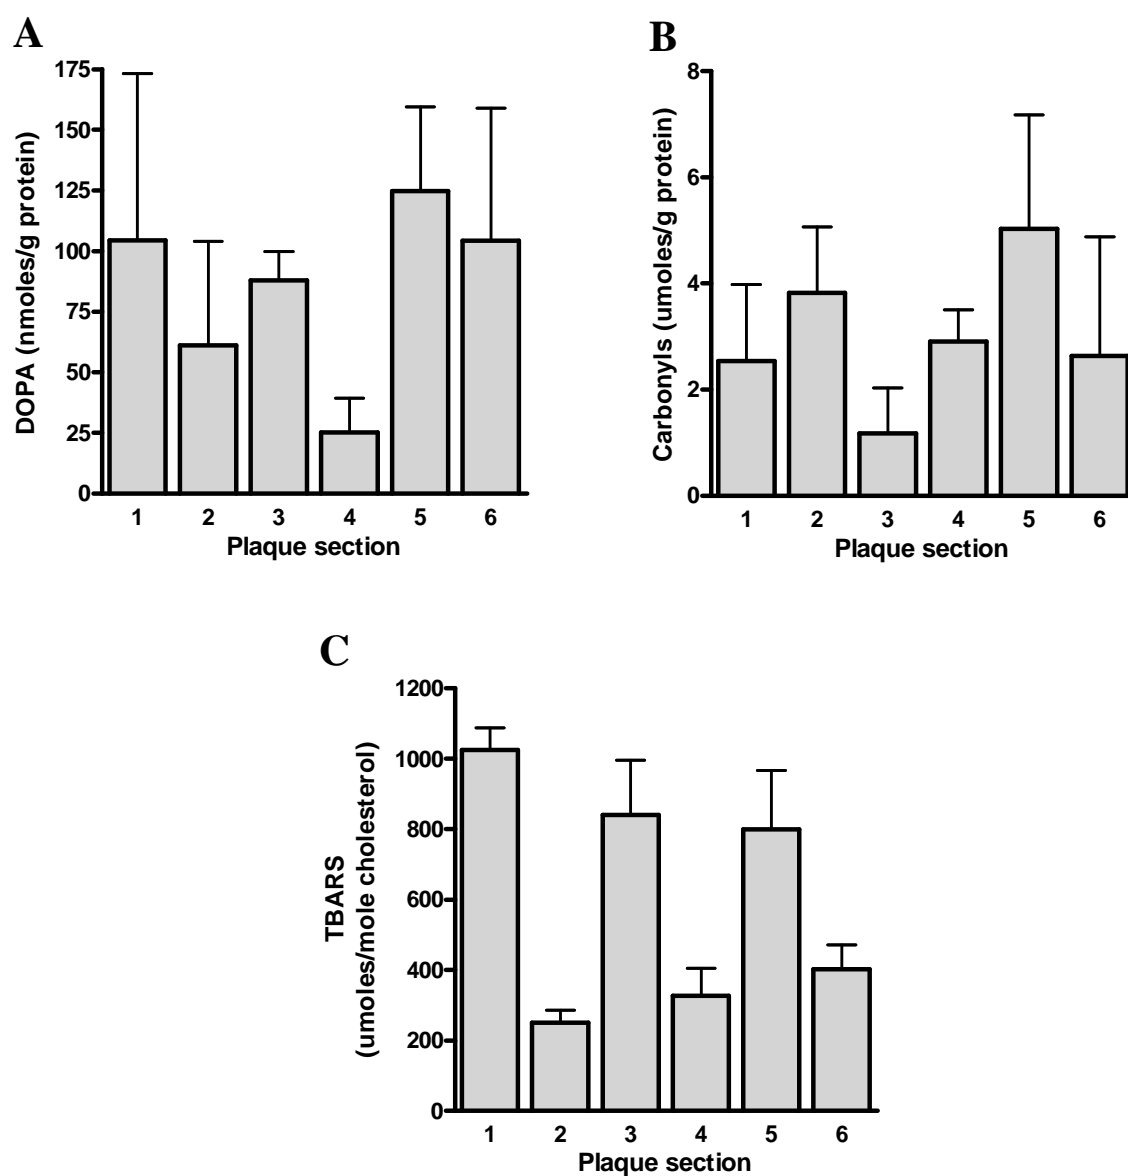 A
DOPA (nmoles/g protein)
175
150
125
100
75
50
25
0
1 2 3 4 5 6
Plaque section
B
Carbonyls (umoles/g protein)
8
6
4
2
0
1 2 3 4 5 6
Plaque section
C
TBARS
(umoles/mole cholesterol)
1200
1000
800
600
400
200
0
1 2 3 4 5 6
Plaque section